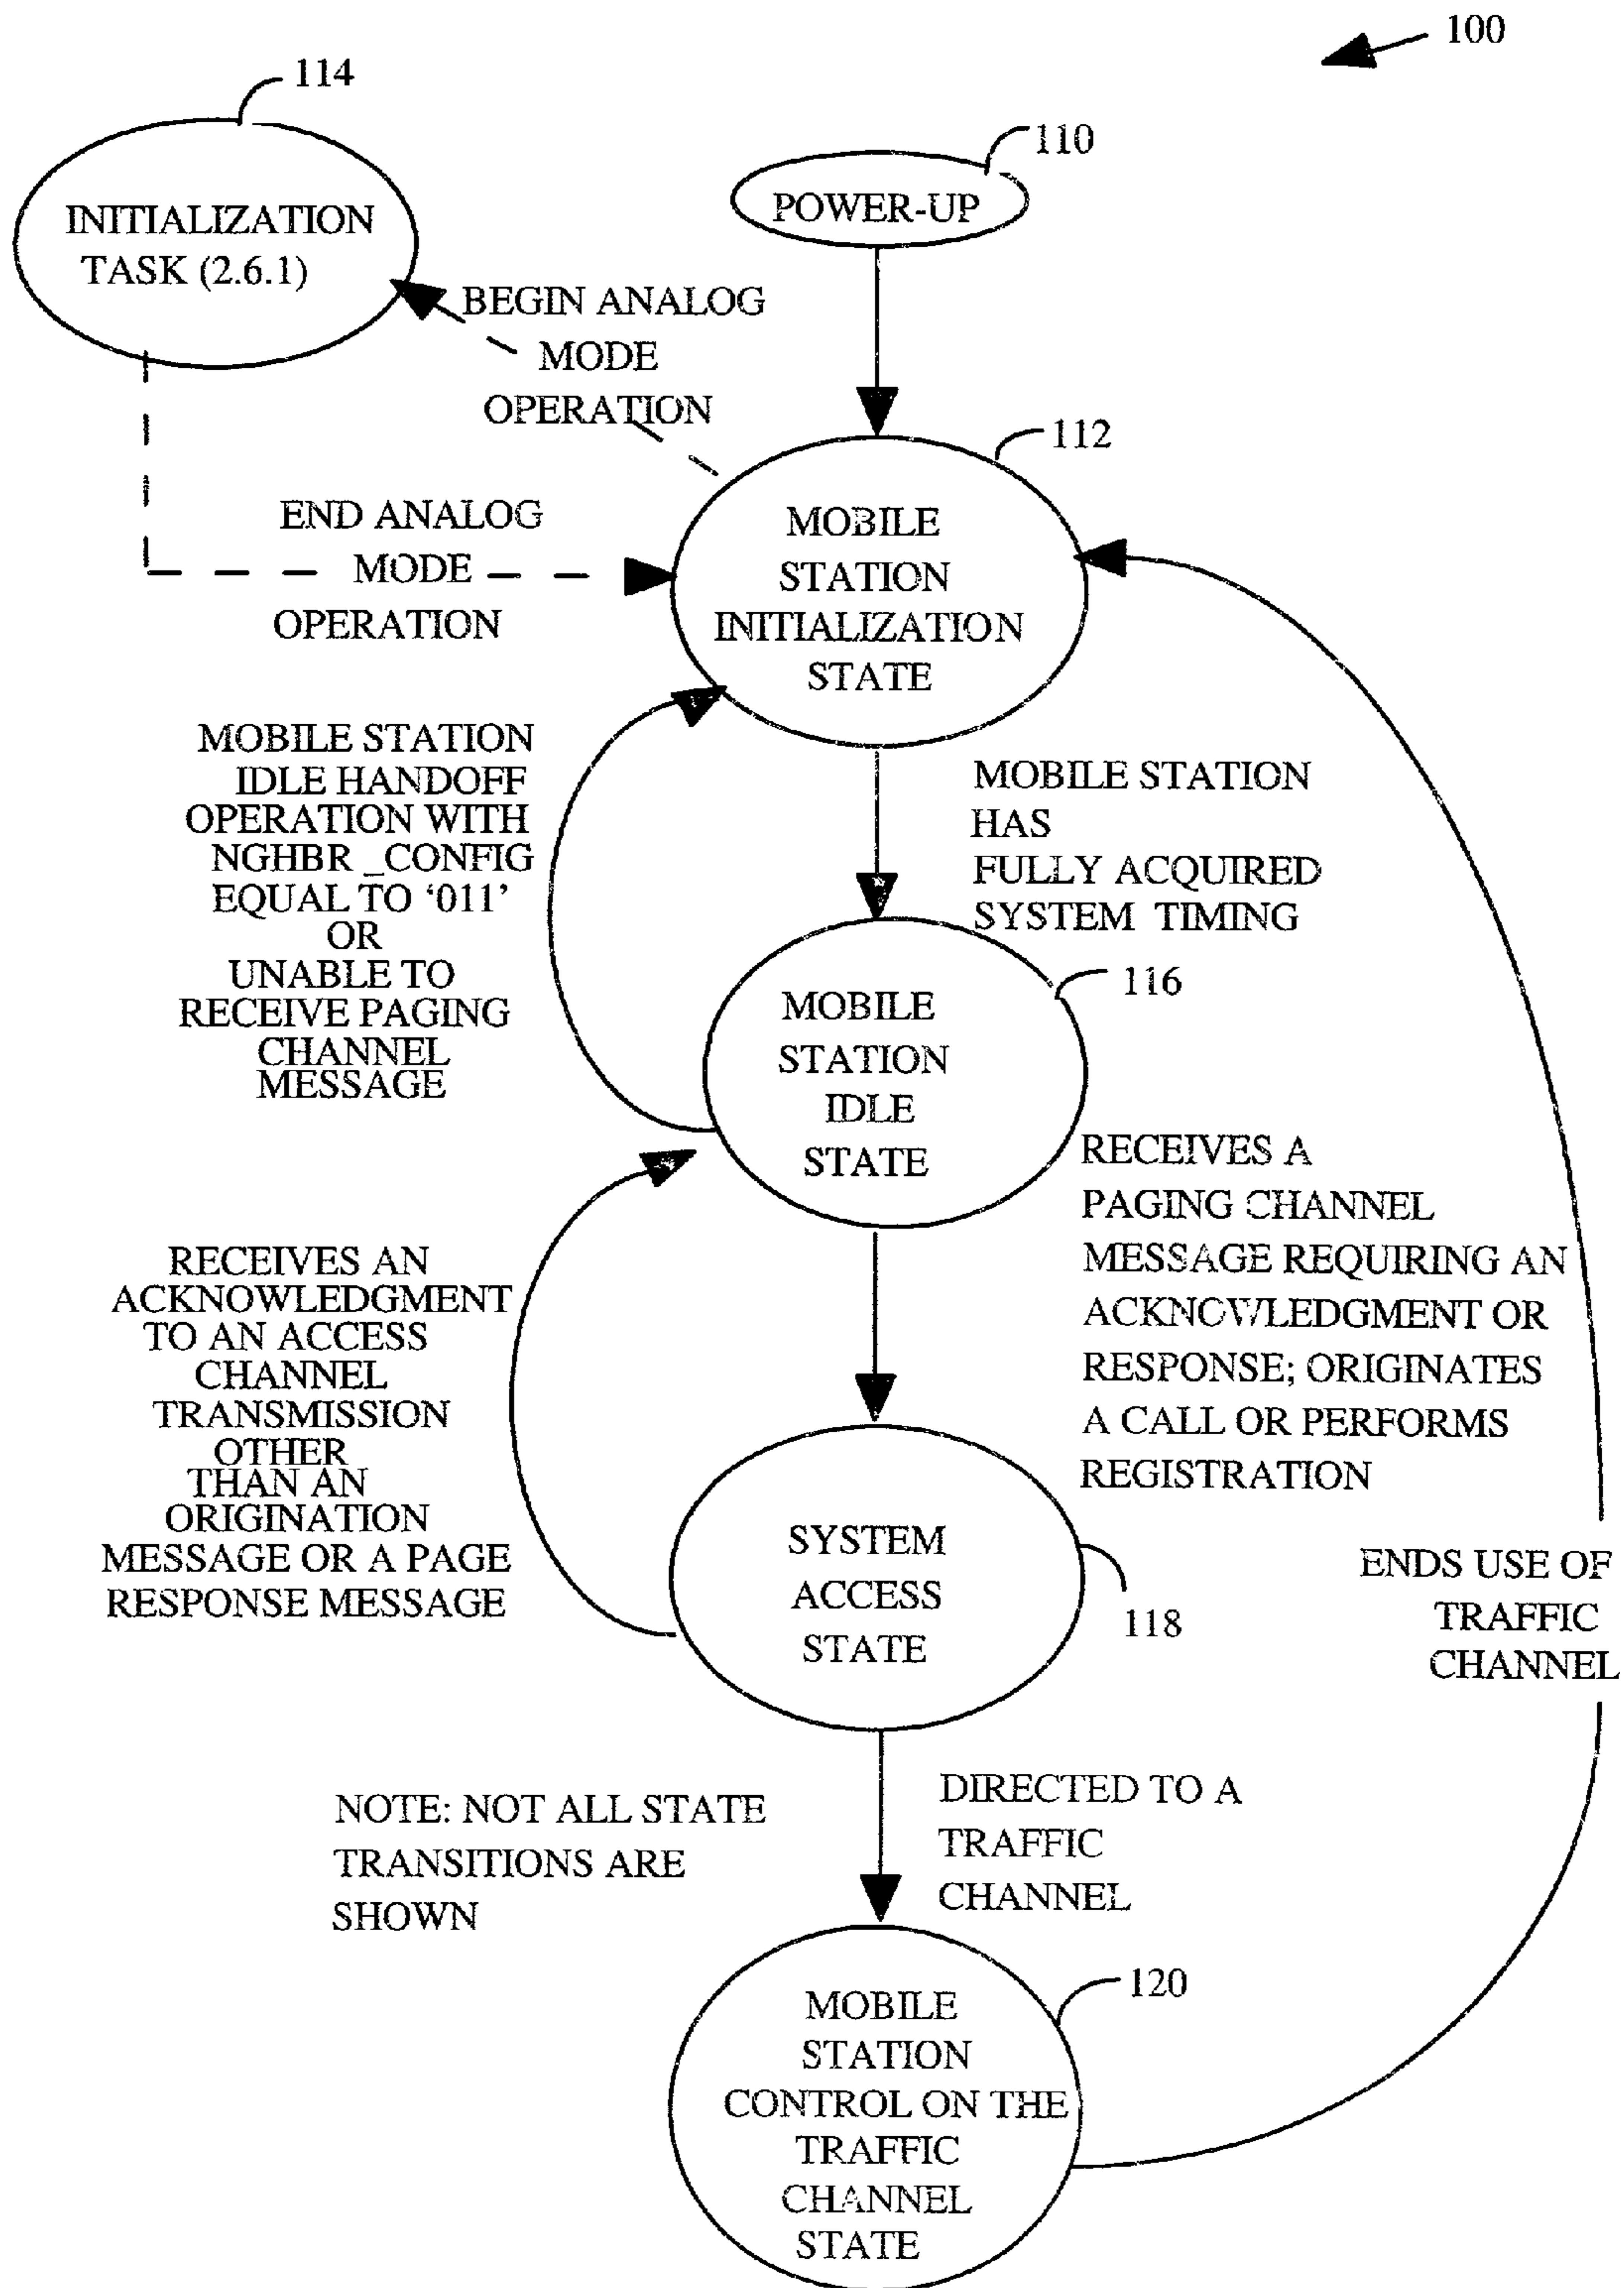 100
114
INITIALIZATION
TASK (2.6.1)
110
POWER-UP
BEGIN ANALOG
MODE
OPERATION
112
MOBILE
STATION
INITIALIZATION
STATE
END ANALOG
MODE
OPERATION
MOBILE STATION
IDLE HANDOFF
OPERATION WITH
NGHBR _CONFIG
EQUAL TO ‘011’
OR
UNABLE TO
RECEIVE PAGING
CHANNEL
MESSAGE
MOBILE STATION
HAS
FULLY ACQUIRED
SYSTEM TIMING
116
MOBILE
STATION
IDLE
STATE
RECEIVES A
PAGING CHANNEL
MESSAGE REQUIRING AN
ACKNOWLEDGMENT OR
RESPONSE; ORIGINATES
A CALL OR PERFORMS
REGISTRATION
RECEIVES AN
ACKNOWLEDGMENT
TO AN ACCESS
CHANNEL
TRANSMISSION
OTHER
THAN AN
ORIGINATION
MESSAGE OR A PAGE
RESPONSE MESSAGE
SYSTEM
ACCESS
STATE
118
ENDS USE OF
TRAFFIC
CHANNEL
NOTE: NOT ALL STATE
TRANSITIONS ARE
SHOWN
DIRECTED TO A
TRAFFIC
CHANNEL
120
MOBILE
STATION
CONTROL ON THE
TRAFFIC
CHANNEL
STATE